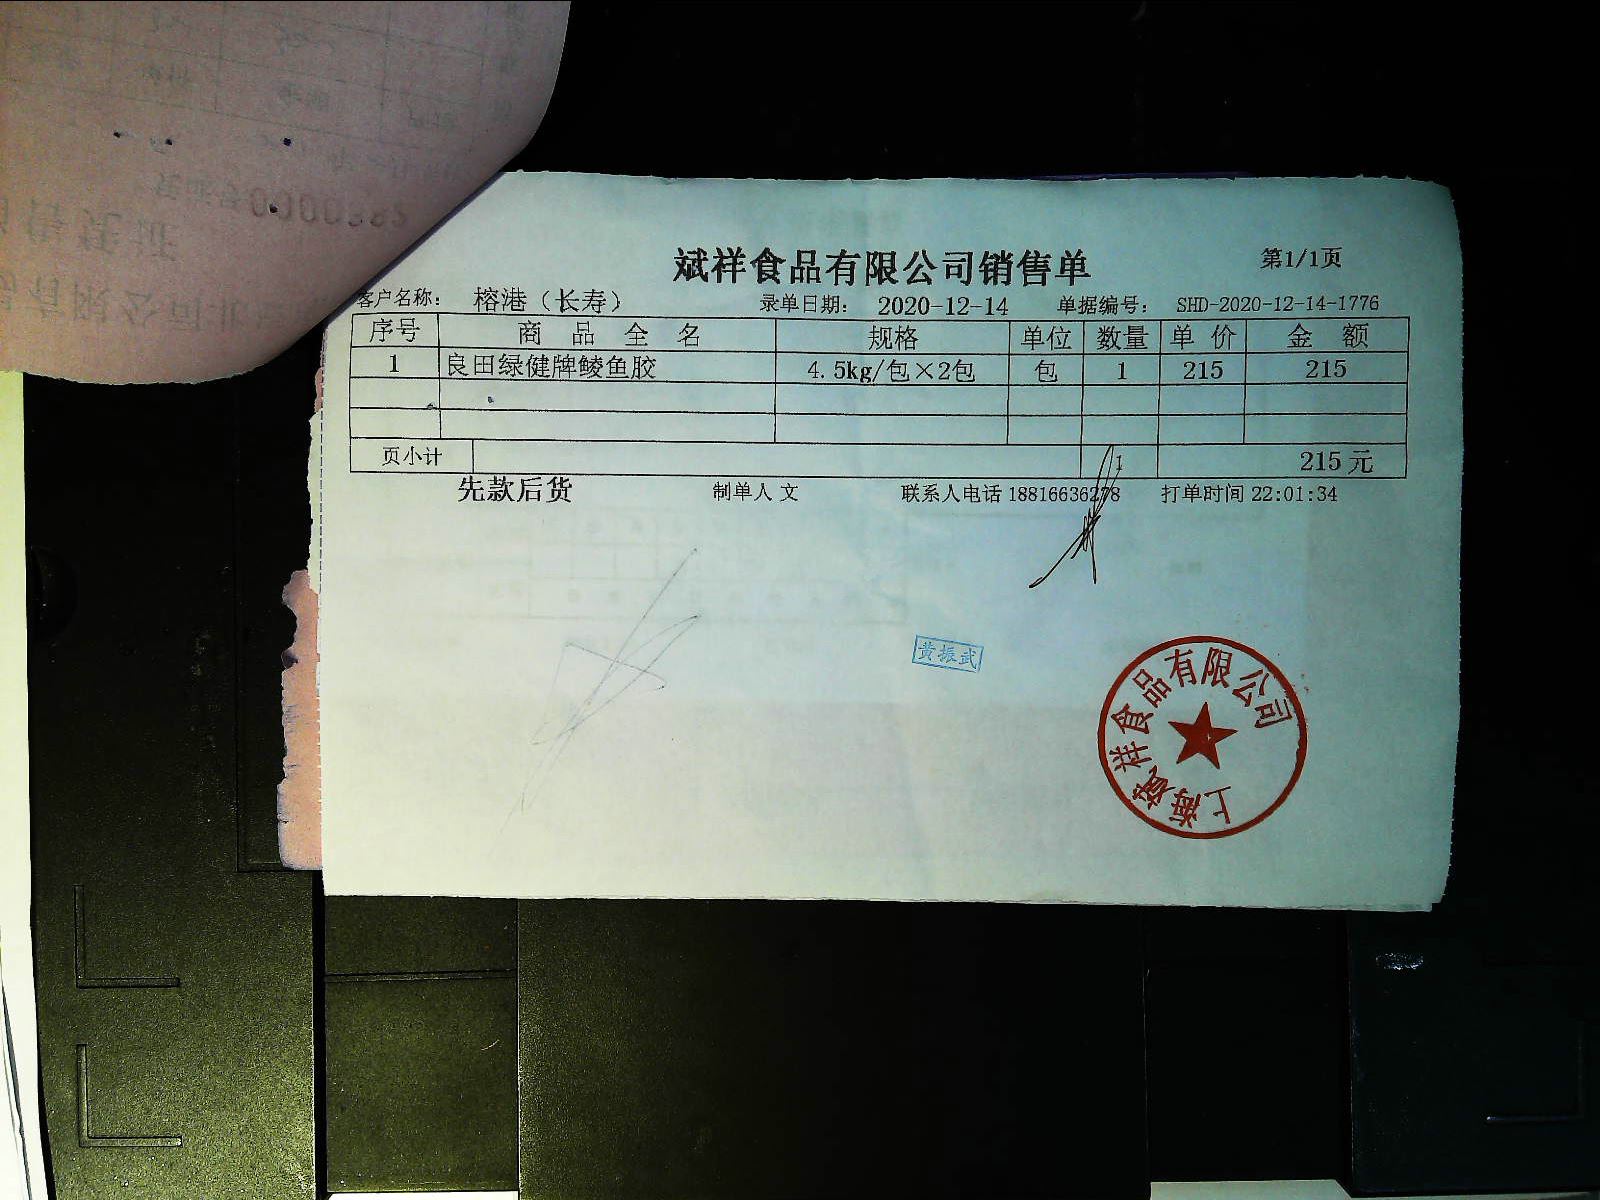 斌祥食品有限公司销售单
第1/1页
客户名称： 榕港（长寿） 录单日期： 2020-12-14 单据编号： SHD-2020-12-14-1776
序号 商品全名 规格 单位 数量 单价 金额
1 良田绿健牌鲮鱼胶 4.5kg/包×2包 包 1 215 215
页小计 1 215元
先款后货 制单人 文 联系人电话 18816636278 打单时间 22:01:34
黄振武
上海斌祥食品有限公司